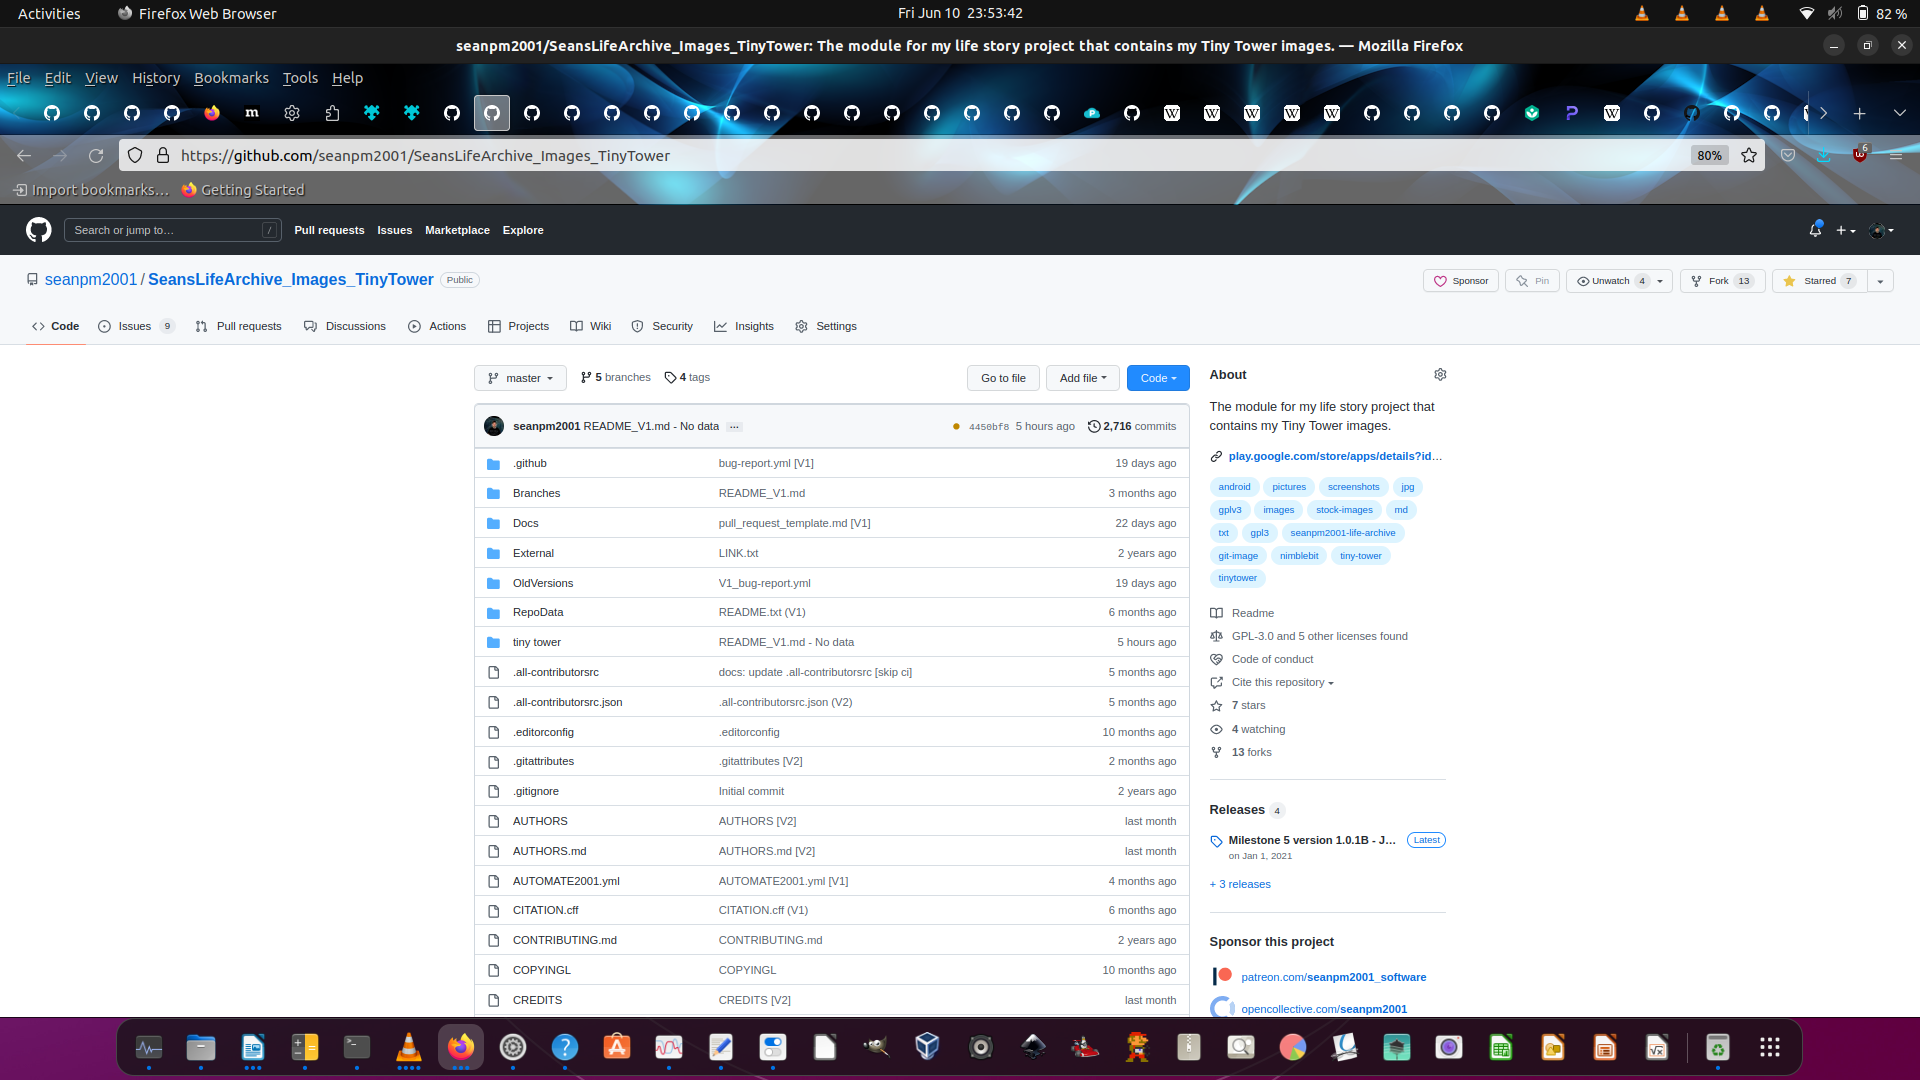 Activities
Firefox Web Browser
Fri Jun 10 23:53:42
82 %
seanpm2001/SeansLifeArchive_Images_TinyTower: The module for my life story project that contains my Tiny Tower images. — Mozilla Firefox
File Edit View History Bookmarks Tools Help
https://github.com/seanpm2001/SeansLifeArchive_Images_TinyTower
80%
6
Import bookmarks…
Getting Started
Search or jump to…
/
Pull requests Issues Marketplace Explore
seanpm2001 / SeansLifeArchive_Images_TinyTower Public
Sponsor Pin Unwatch 4 Fork 13 Starred 7
Code Issues 9 Pull requests Discussions Actions Projects Wiki Security Insights Settings
master 5 branches 4 tags Go to file Add file Code
seanpm2001 README_V1.md - No data ... 4450bf8 5 hours ago 2,716 commits
.github bug-report.yml [V1] 19 days ago
Branches README_V1.md 3 months ago
Docs pull_request_template.md [V1] 22 days ago
External LINK.txt 2 years ago
OldVersions V1_bug-report.yml 19 days ago
RepoData README.txt (V1) 6 months ago
tiny tower README_V1.md - No data 5 hours ago
.all-contributorsrc docs: update .all-contributorsrc [skip ci] 5 months ago
.all-contributorsrc.json .all-contributorsrc.json (V2) 5 months ago
.editorconfig .editorconfig 10 months ago
.gitattributes .gitattributes [V2] 2 months ago
.gitignore Initial commit 2 years ago
AUTHORS AUTHORS [V2] last month
AUTHORS.md AUTHORS.md [V2] last month
AUTOMATE2001.yml AUTOMATE2001.yml [V1] 4 months ago
CITATION.cff CITATION.cff (V1) 6 months ago
CONTRIBUTING.md CONTRIBUTING.md 2 years ago
COPYINGL COPYINGL 10 months ago
CREDITS CREDITS [V2] last month
About
The module for my life story project that
contains my Tiny Tower images.
play.google.com/store/apps/details?id…
android pictures screenshots jpg
gplv3 images stock-images md
txt gpl3 seanpm2001-life-archive
git-image nimblebit tiny-tower
tinytower
Readme
GPL-3.0 and 5 other licenses found
Code of conduct
Cite this repository
7 stars
4 watching
13 forks
Releases 4
Milestone 5 version 1.0.1B - J… Latest
on Jan 1, 2021
+ 3 releases
Sponsor this project
patreon.com/seanpm2001_software
opencollective.com/seanpm2001